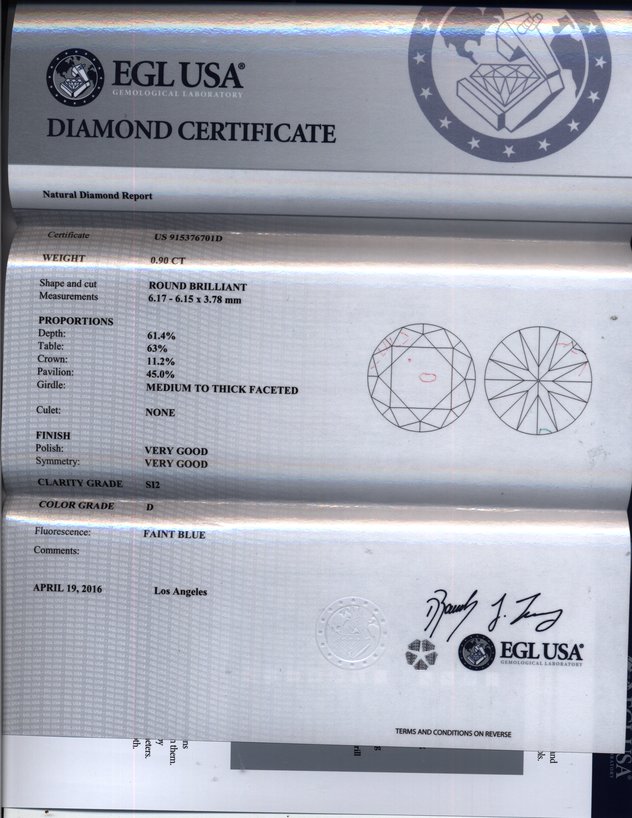 EGL USA®
GEMOLOGICAL LABORATORY
DIAMOND CERTIFICATE
Natural Diamond Report
Certificate US 915376701D
WEIGHT 0.90 CT
Shape and cut ROUND BRILLIANT
Measurements 6.17 - 6.15 x 3.78 mm
PROPORTIONS
Depth: 61.4%
Table: 63%
Crown: 11.2%
Pavilion: 45.0%
Girdle: MEDIUM TO THICK FACETED
Culet: NONE
FINISH
Polish: VERY GOOD
Symmetry: VERY GOOD
CLARITY GRADE SI2
COLOR GRADE D
Fluorescence: FAINT BLUE
Comments:
APRIL 19, 2016 Los Angeles
EGL USA®
GEMOLOGICAL LABORATORY
TERMS AND CONDITIONS ON REVERSE